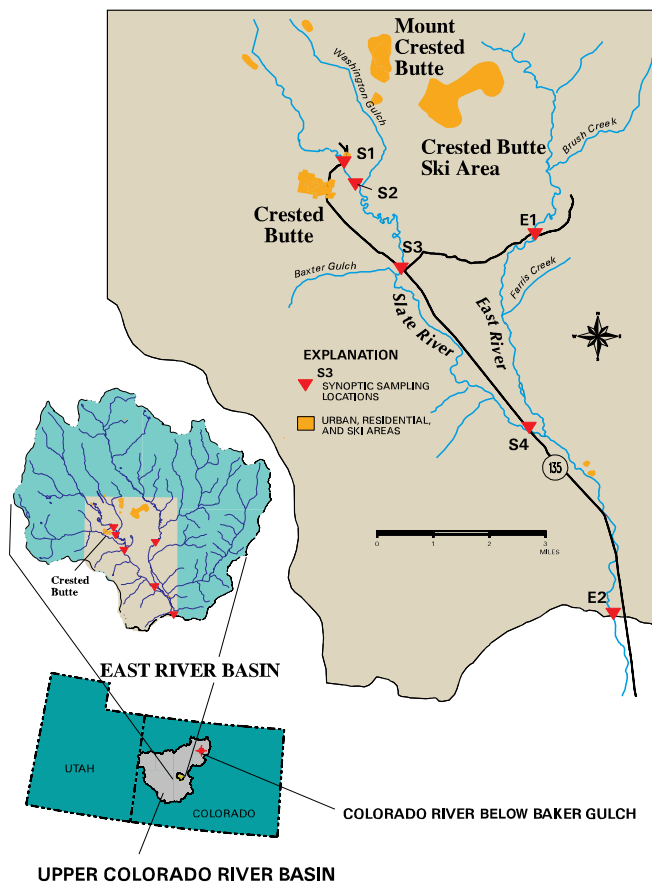 Mount
Crested
Butte
Washington
Gulch
Brush Creek
Crested Butte
Ski Area
S1
S2
Crested
Butte
E1
S3
Baxter Gulch
Farris Creek
Slate River
East River
EXPLANATION
S3
SYNOPTIC SAMPLING
LOCATIONS
URBAN, RESIDENTIAL,
AND SKI AREAS
S4
135
0 1 2 3
MILES
E2
Crested
Butte
EAST RIVER BASIN
UTAH
COLORADO
COLORADO RIVER BELOW BAKER GULCH
UPPER COLORADO RIVER BASIN